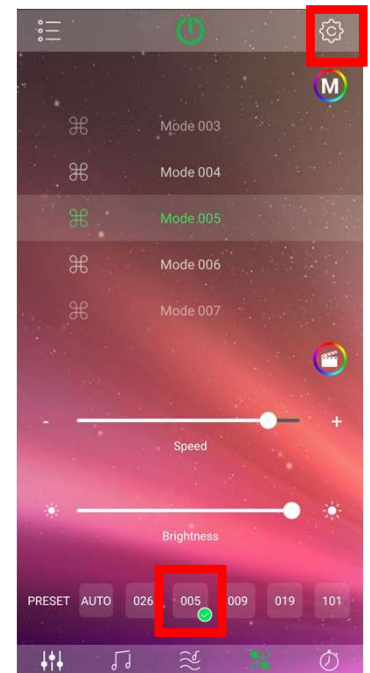 M
Mode 003
Mode 004
Mode 005
Mode 006
Mode 007
- +
Speed
Brightness
PRESET AUTO 026 005 009 019 101